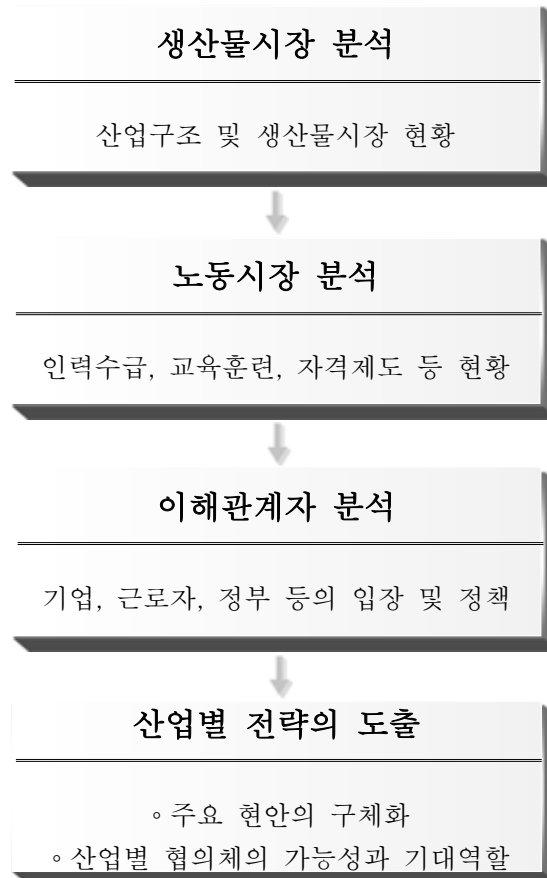 생산물시장 분석
산업구조 및 생산물시장 현황
노동시장 분석
인력수급, 교육훈련, 자격제도 등 현황
이해관계자 분석
기업, 근로자, 정부 등의 입장 및 정책
산업별 전략의 도출
◦주요 현안의 구체화
◦산업별 협의체의 가능성과 기대역할